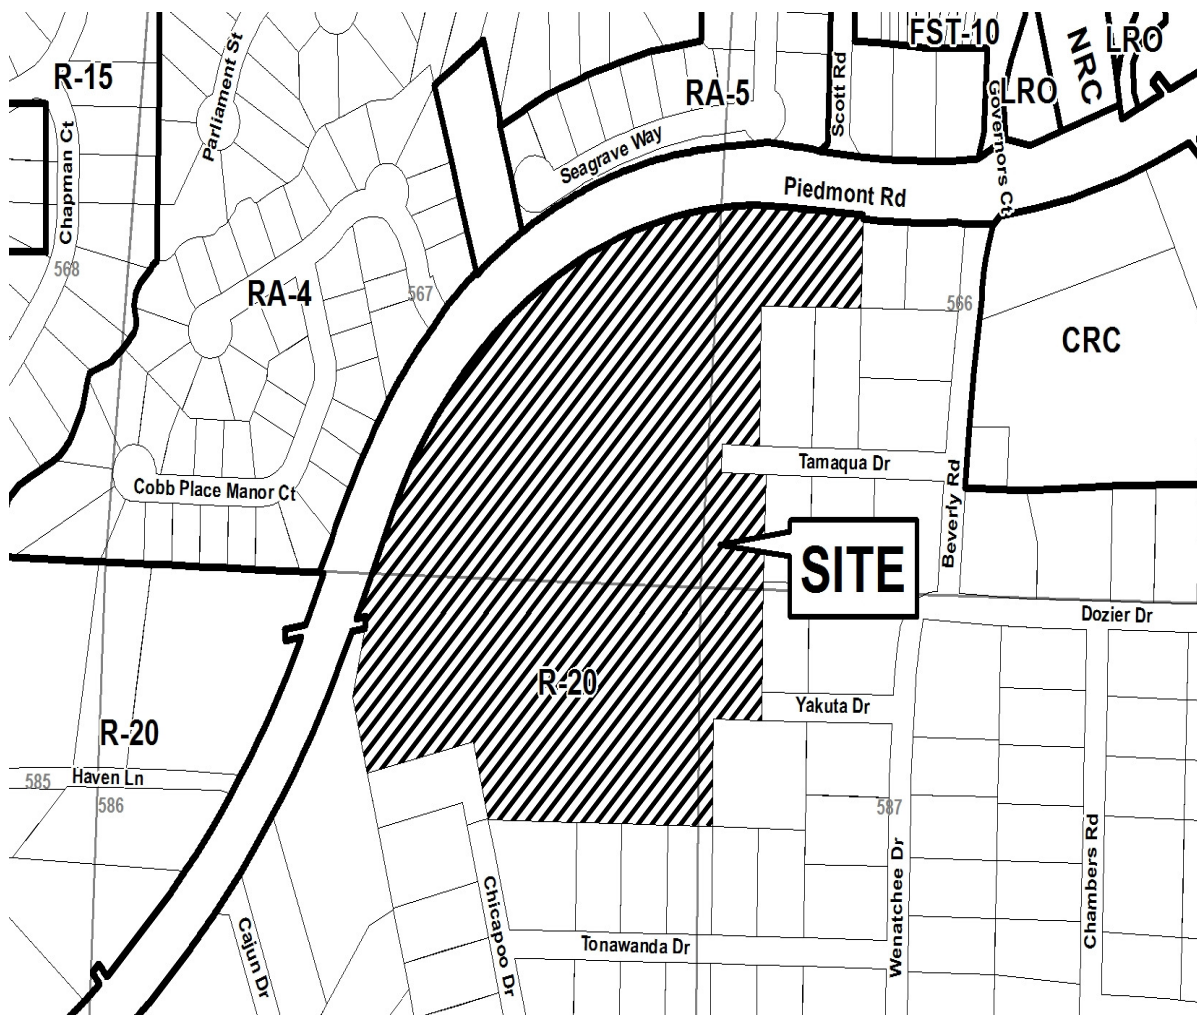 FST-10
NRC
LRO
R-15
Parliament St
RA-5
Scott Rd
LRO
Governors Ct
Chapman Ct
Seagrave Way
Piedmont Rd
568
RA-4
567
566
CRC
Cobb Place Manor Ct
Tamaqua Dr
Beverly Rd
SITE
Dozier Dr
R-20
Yakuta Dr
R-20
585
Haven Ln
586
587
Wenatchee Dr
Chambers Rd
Chicapoo Dr
Cajun Dr
Tonawanda Dr